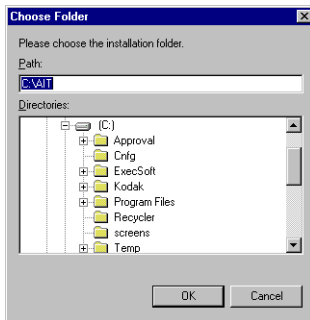 Choose Folder
Please choose the installation folder.
Path:
C:\AIT
Directories:
(C:)
Approval
Cnfg
ExecSoft
Kodak
Program Files
Recycler
screens
Temp
OK Cancel